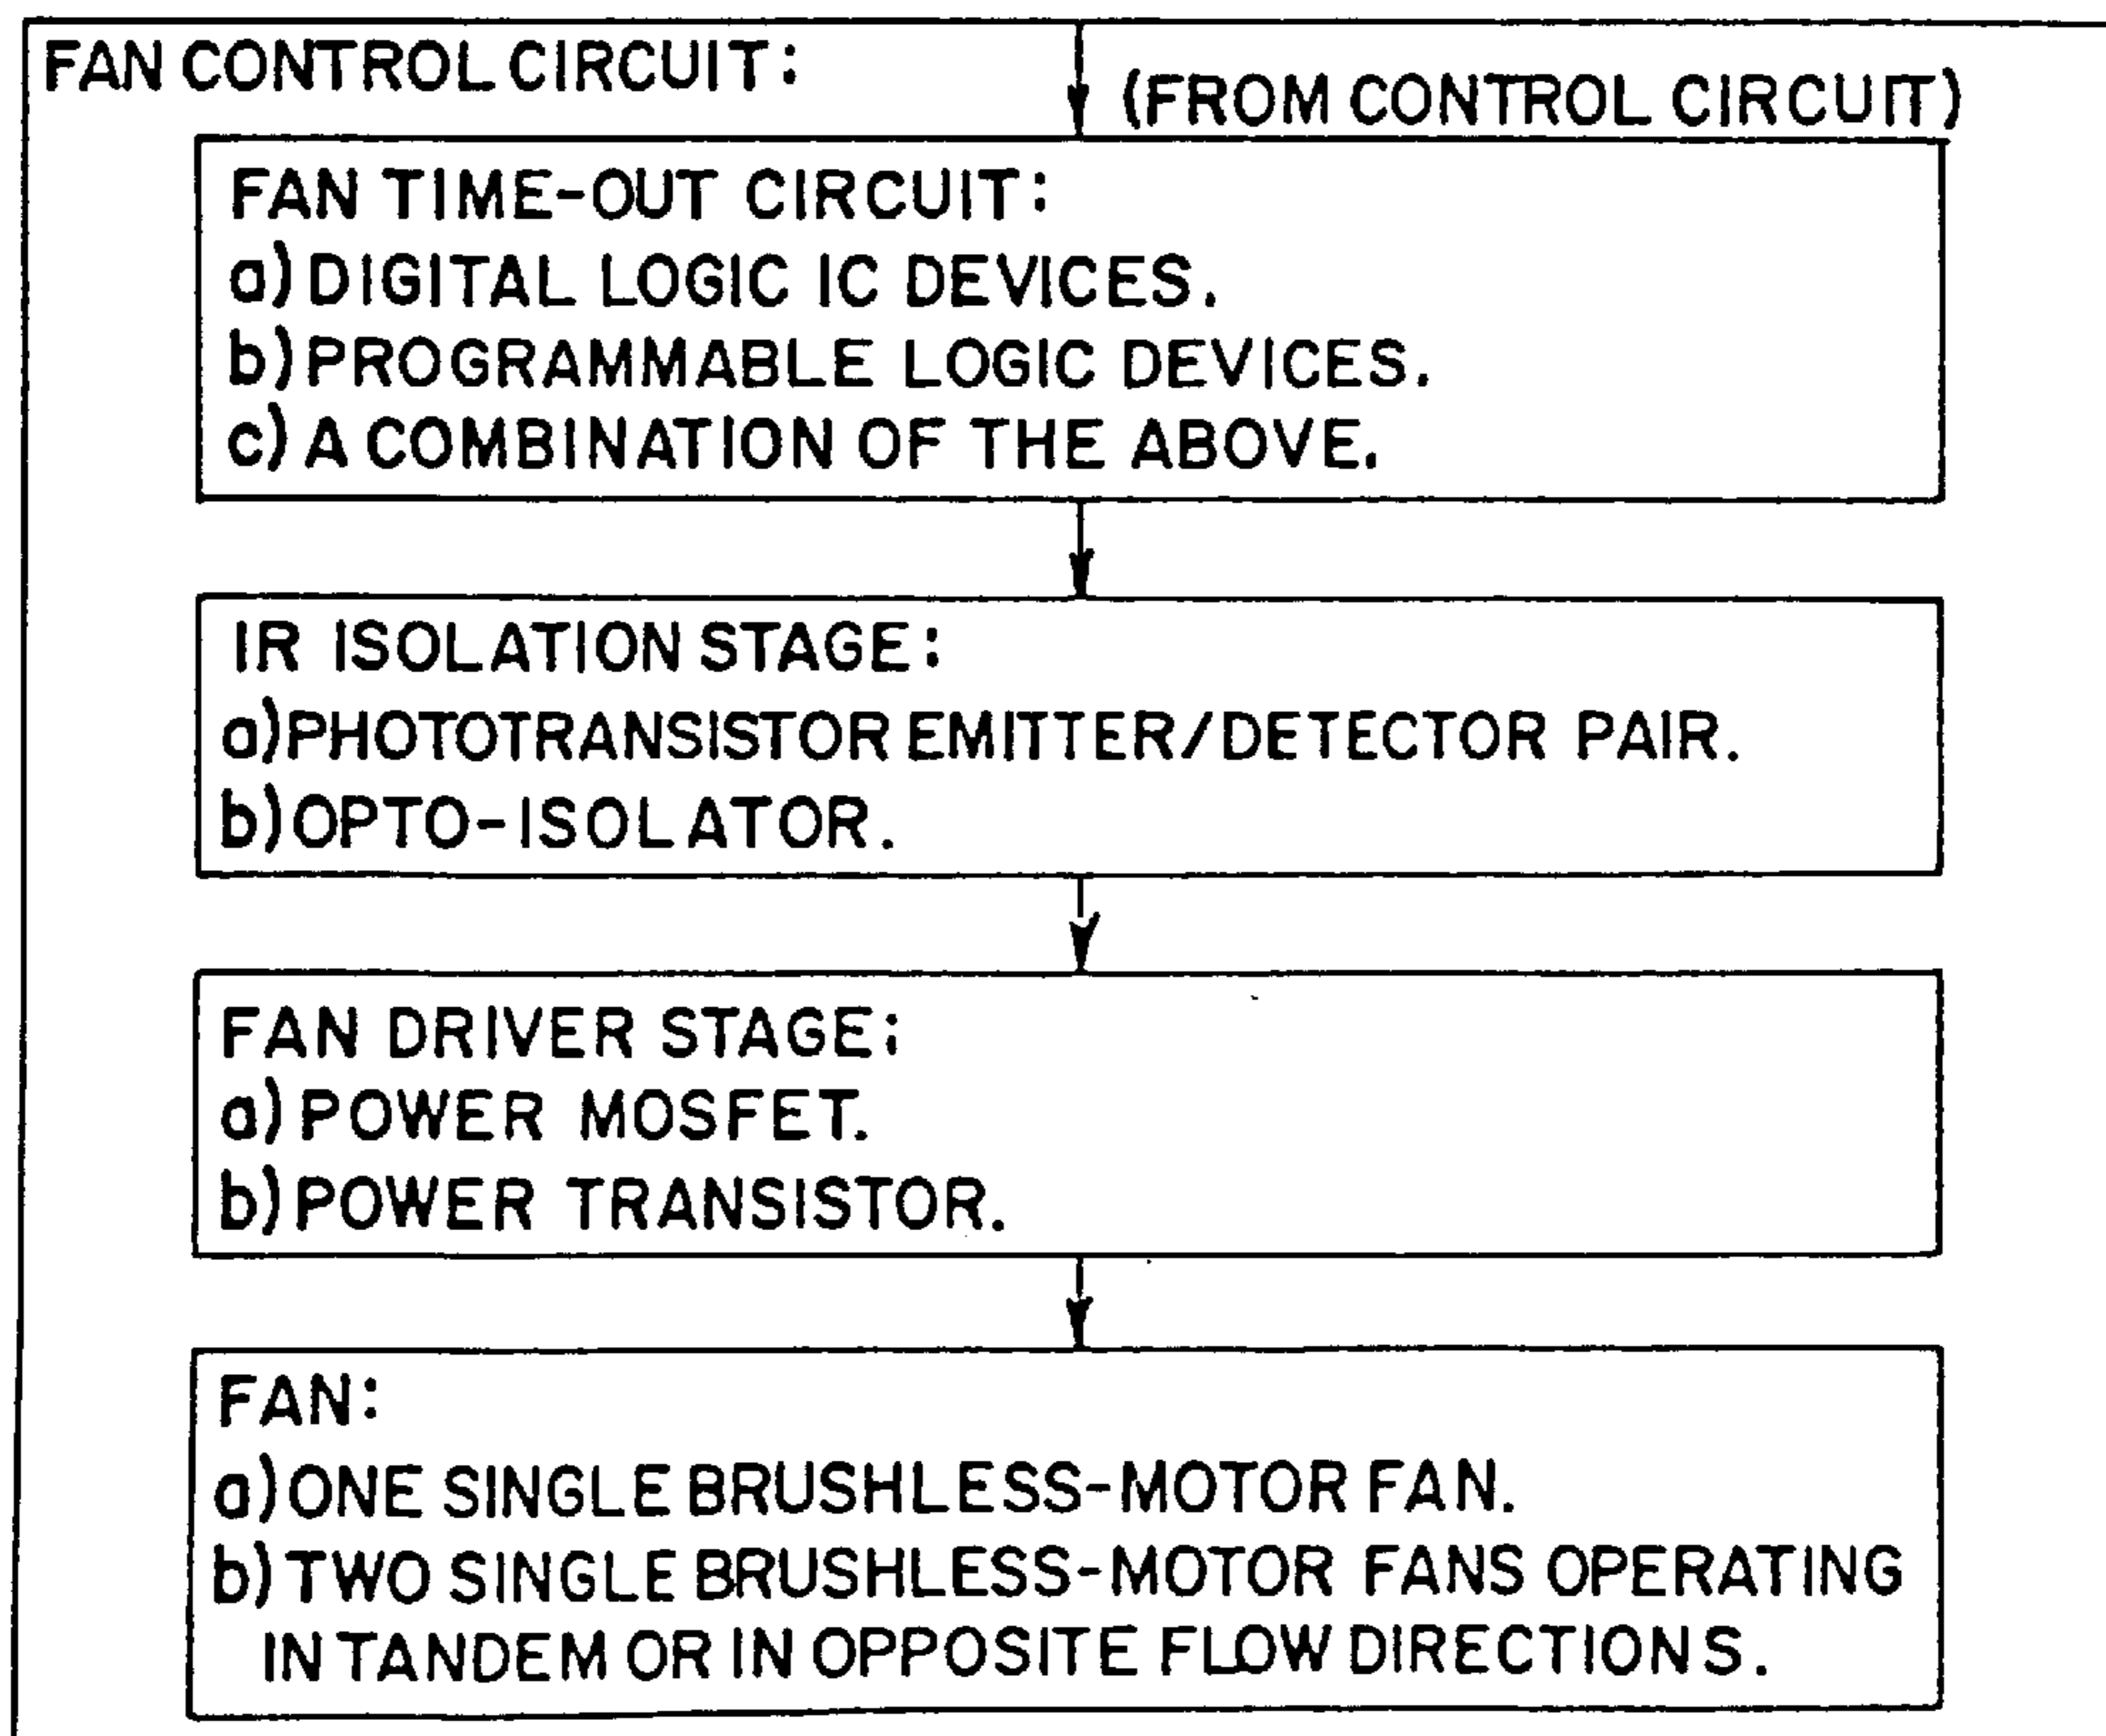 FAN CONTROL CIRCUIT:
(FROM CONTROL CIRCUIT)
FAN TIME-OUT CIRCUIT:
a) DIGITAL LOGIC IC DEVICES.
b) PROGRAMMABLE LOGIC DEVICES.
c) A COMBINATION OF THE ABOVE.
IR ISOLATION STAGE:
a) PHOTOTRANSISTOR EMITTER/DETECTOR PAIR.
b) OPTO-ISOLATOR.
FAN DRIVER STAGE:
a) POWER MOSFET.
b) POWER TRANSISTOR.
FAN:
a) ONE SINGLE BRUSHLESS-MOTOR FAN.
b) TWO SINGLE BRUSHLESS-MOTOR FANS OPERATING
IN TANDEM OR IN OPPOSITE FLOW DIRECTIONS.